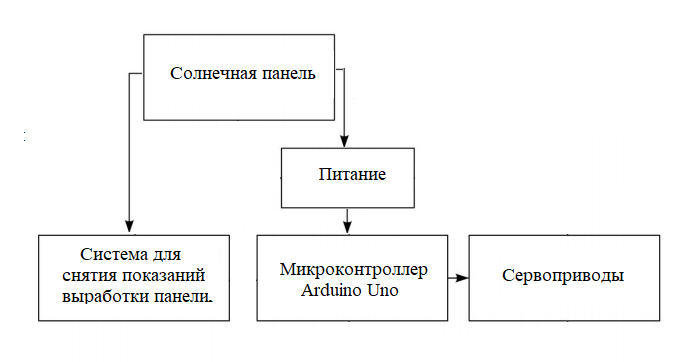 Солнечная панель
Питание
Система для
снятия показаний
выработки панели.
Микроконтроллер
Arduino Uno
Сервоприводы